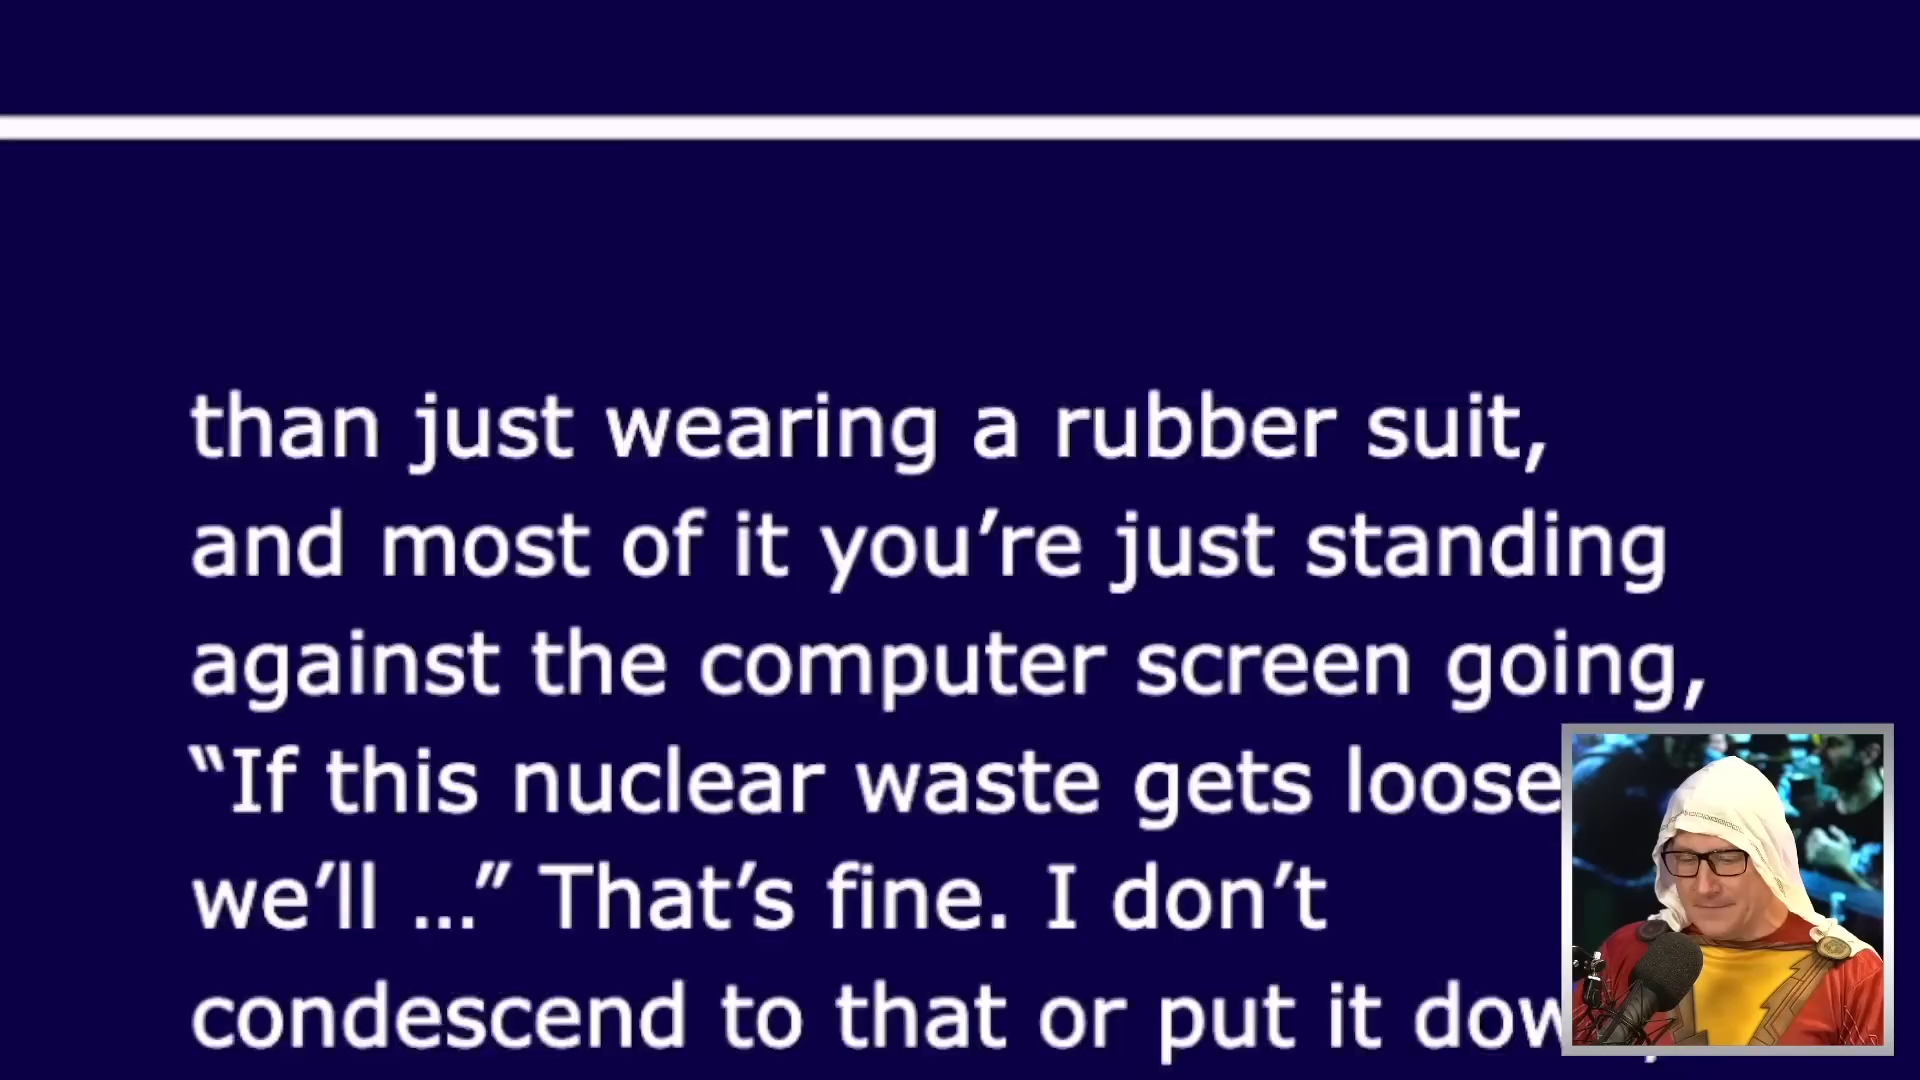 than just wearing a rubber suit,
and most of it you’re just standing
against the computer screen going,
“If this nuclear waste gets loose
we’ll ...” That’s fine. I don’t
condescend to that or put it